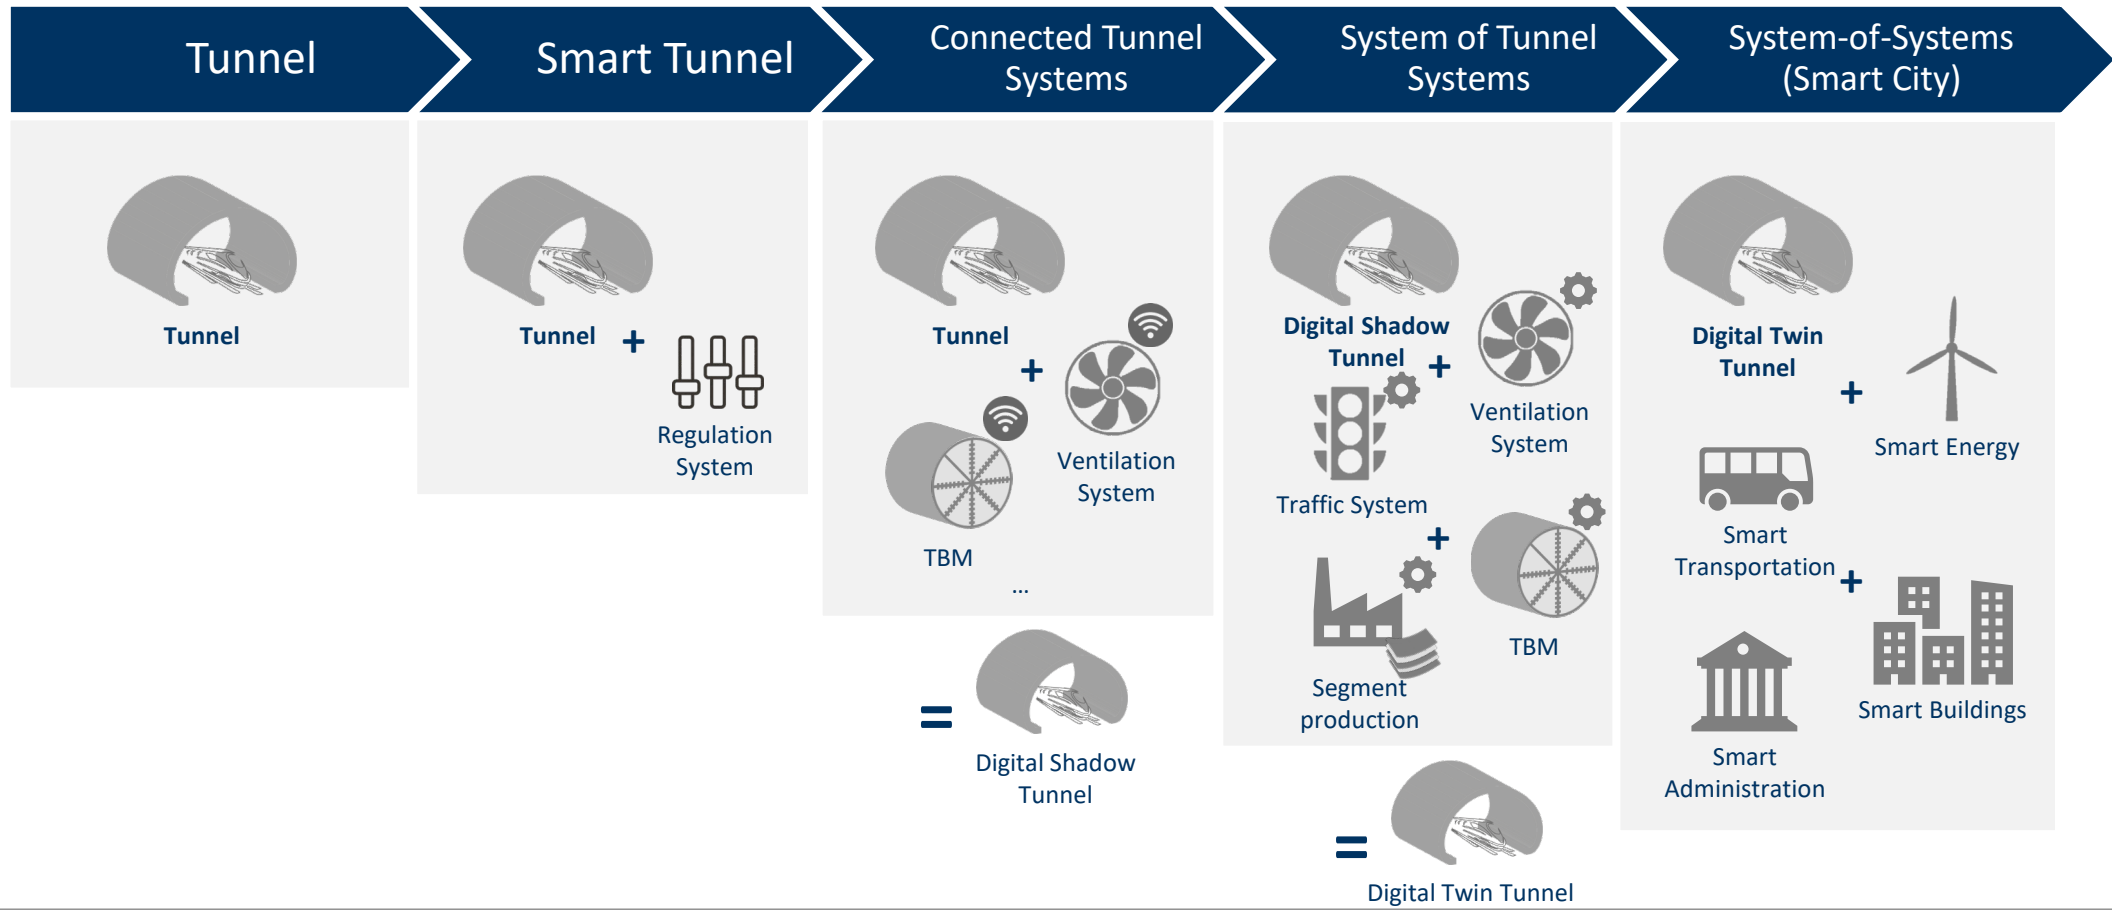 Tunnel
Smart Tunnel
Connected Tunnel
Systems
System of Tunnel
Systems
System-of-Systems
(Smart City)
Tunnel
Tunnel
+
Regulation
System
Tunnel
+
Ventilation
System
TBM
...
=
Digital Shadow
Tunnel
Digital Shadow
Tunnel
+
Ventilation
System
Traffic System
+
TBM
Segment
production
=
Digital Twin Tunnel
Digital Twin
Tunnel
+
Smart Energy
Smart
Transportation
+
Smart Buildings
Smart
Administration